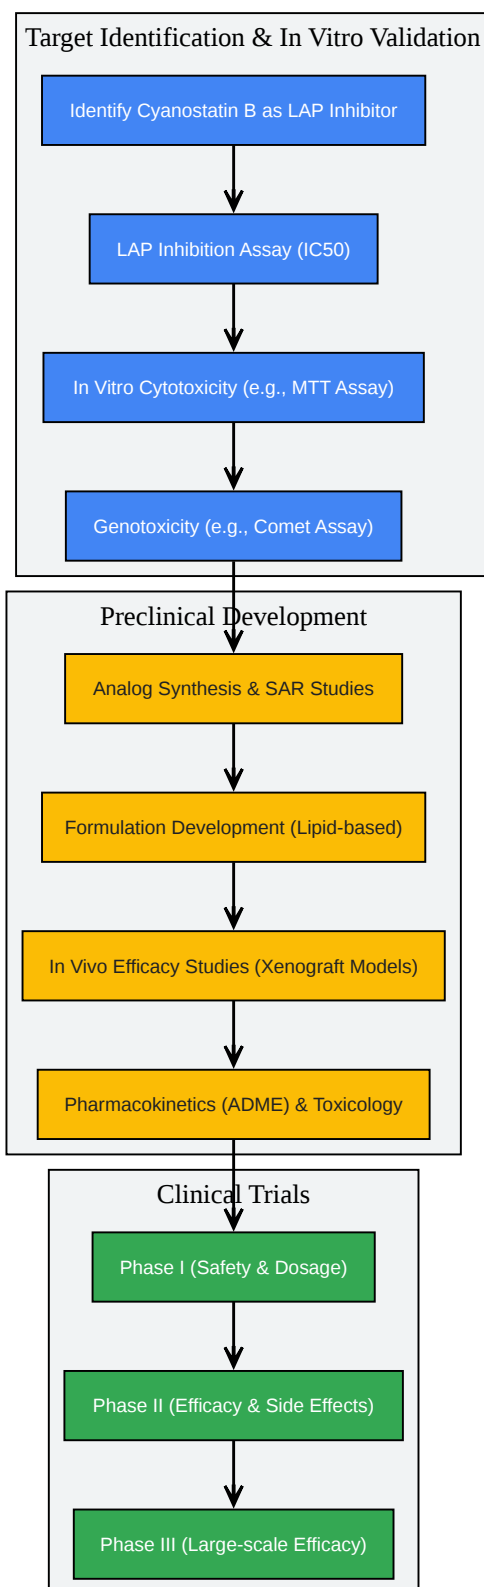 Target Identification & In Vitro Validation
Identify Cyanostatin B as LAP Inhibitor
LAP Inhibition Assay (IC50)
In Vitro Cytotoxicity (e.g., MTT Assay)
Genotoxicity (e.g., Comet Assay)
Preclinical Development
Analog Synthesis & SAR Studies
Formulation Development (Lipid-based)
In Vivo Efficacy Studies (Xenograft Models)
Pharmacokinetics (ADME) & Toxicology
Clinical Trials
Phase I (Safety & Dosage)
Phase II (Efficacy & Side Effects)
Phase III (Large-scale Efficacy)